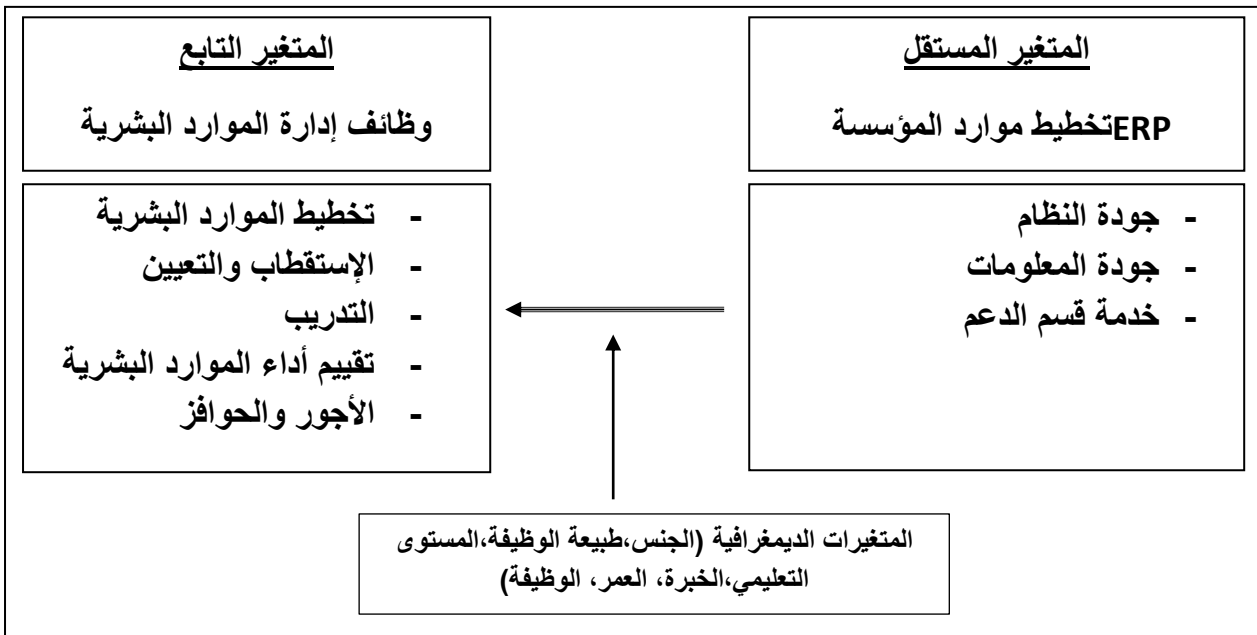 المتغير المستقل
ERPتخطيط موارد المؤسسة
- جودة النظام
- جودة المعلومات
- خدمة قسم الدعم
المتغير التابع
وظائف إدارة الموارد البشرية
- تخطيط الموارد البشرية
- الإستقطاب والتعيين
- التدريب
- تقييم أداء الموارد البشرية
- الأجور والحوافز
المتغيرات الديمغرافية (الجنس،طبيعة الوظيفة،المستوى
التعليمي،الخبرة، العمر، الوظيفة)